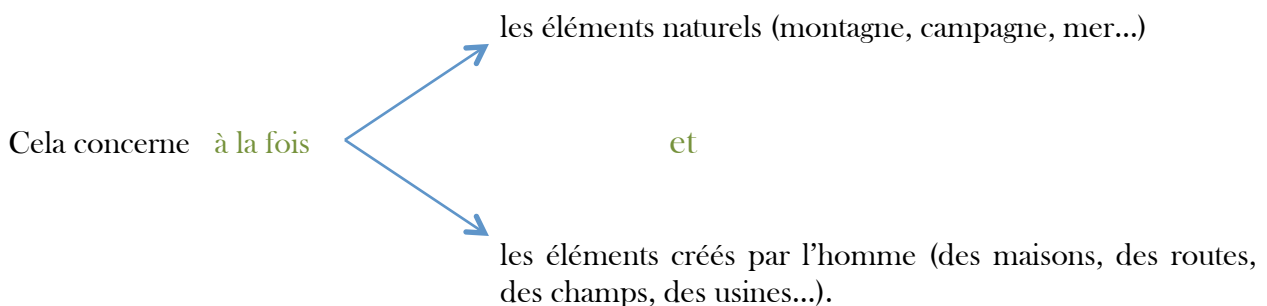 les éléments naturels (montagne, campagne, mer…)
Cela concerne à la fois et
les éléments créés par l’homme (des maisons, des routes,
des champs, des usines…).